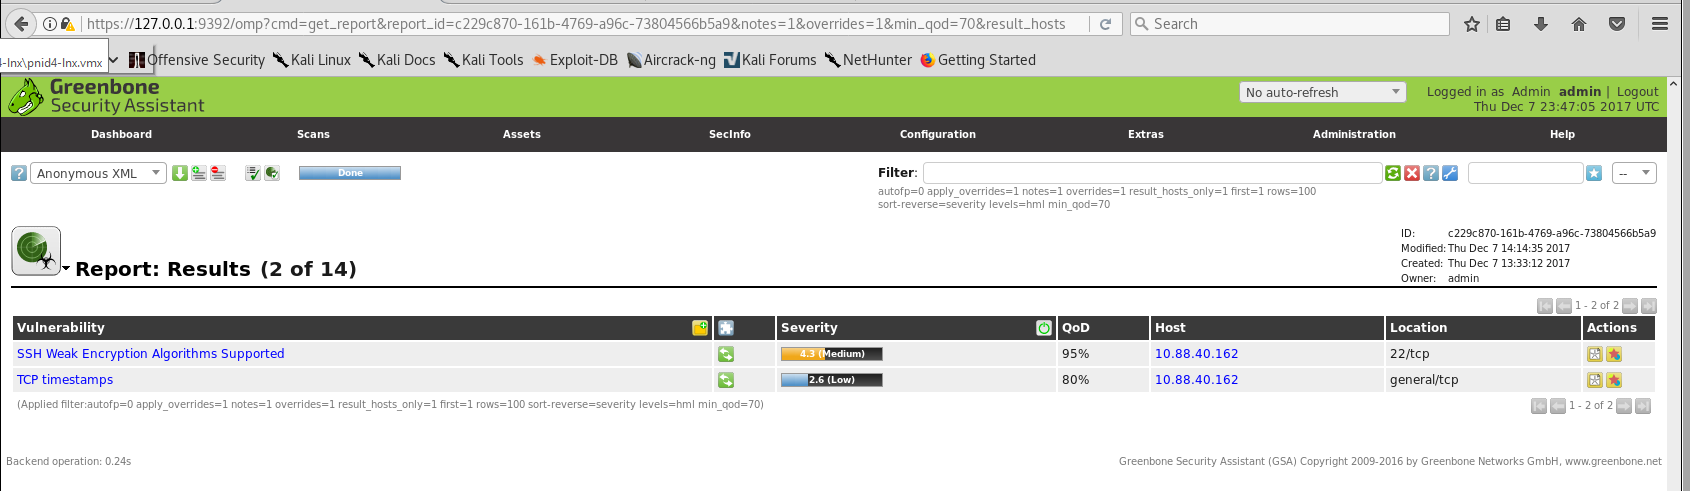 https://127.0.0.1:9392/omp?cmd=get_report&report_id=c229c870-161b-4769-a96c-73804566b5a9&notes=1&overrides=1&min_qod=70&result_hosts
Search
4-lnx\pnid4-lnx.vmx
Offensive Security Kali Linux Kali Docs Kali Tools Exploit-DB Aircrack-ng Kali Forums NetHunter Getting Started
Greenbone
Security Assistant
No auto-refresh
Logged in as Admin admin | Logout
Thu Dec 7 23:47:05 2017 UTC
Dashboard Scans Assets SecInfo Configuration Extras Administration Help
Anonymous XML
Done
Filter:
--
autofp=0 apply_overrides=1 notes=1 overrides=1 result_hosts_only=1 first=1 rows=100
sort-reverse=severity levels=hml min_qod=70
Report: Results (2 of 14)
ID: c229c870-161b-4769-a96c-73804566b5a9
Modified: Thu Dec 7 14:14:35 2017
Created: Thu Dec 7 13:33:12 2017
Owner: admin
1 - 2 of 2
Vulnerability Severity QoD Host Location Actions
SSH Weak Encryption Algorithms Supported 4.3 (Medium) 95% 10.88.40.162 22/tcp
TCP timestamps 2.6 (Low) 80% 10.88.40.162 general/tcp
(Applied filter:autofp=0 apply_overrides=1 notes=1 overrides=1 result_hosts_only=1 first=1 rows=100 sort-reverse=severity levels=hml min_qod=70)
1 - 2 of 2
Backend operation: 0.24s
Greenbone Security Assistant (GSA) Copyright 2009-2016 by Greenbone Networks GmbH, www.greenbone.net